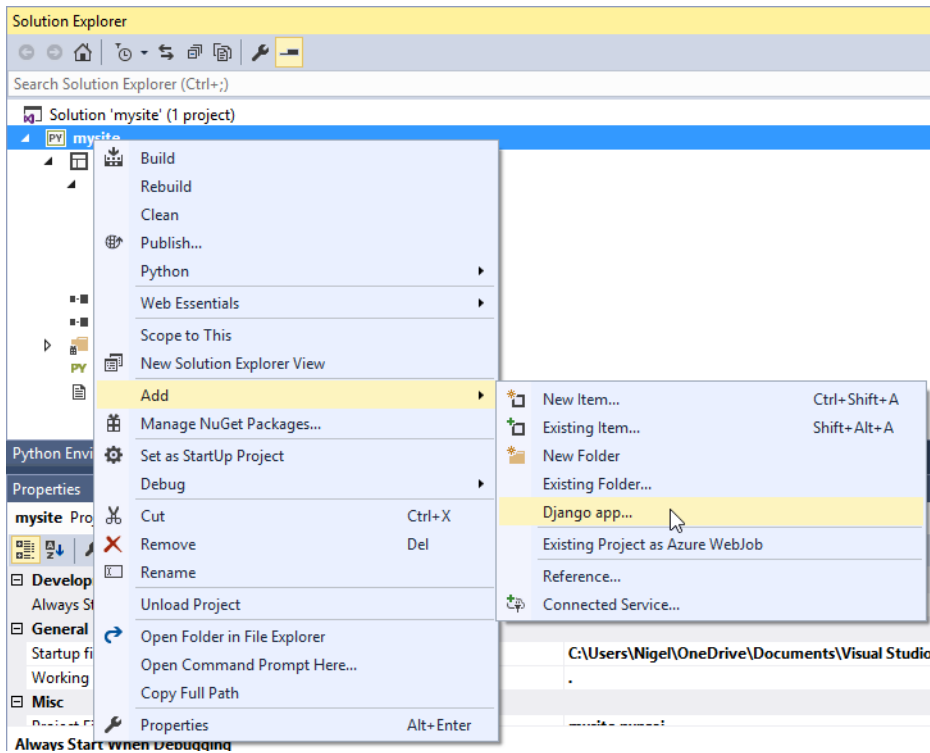 Solution Explorer
Search Solution Explorer (Ctrl+;)
Solution 'mysite' (1 project)
PY mysite
Build
Rebuild
Clean
Publish...
Python
Web Essentials
Scope to This
PY
New Solution Explorer View
Add
Manage NuGet Packages...
Set as StartUp Project
Debug
Cut Ctrl+X
Remove Del
Rename
Unload Project
Open Folder in File Explorer
Open Command Prompt Here...
Copy Full Path
Properties Alt+Enter
New Item... Ctrl+Shift+A
Existing Item... Shift+Alt+A
New Folder
Existing Folder...
Django app...
Existing Project as Azure WebJob
Reference...
Connected Service...
Python Envi
Properties
mysite Pro
Develop
Always St
General
Startup fi C:\Users\Nigel\OneDrive\Documents\Visual Studio
Working .
Misc
Always Start When Debugging